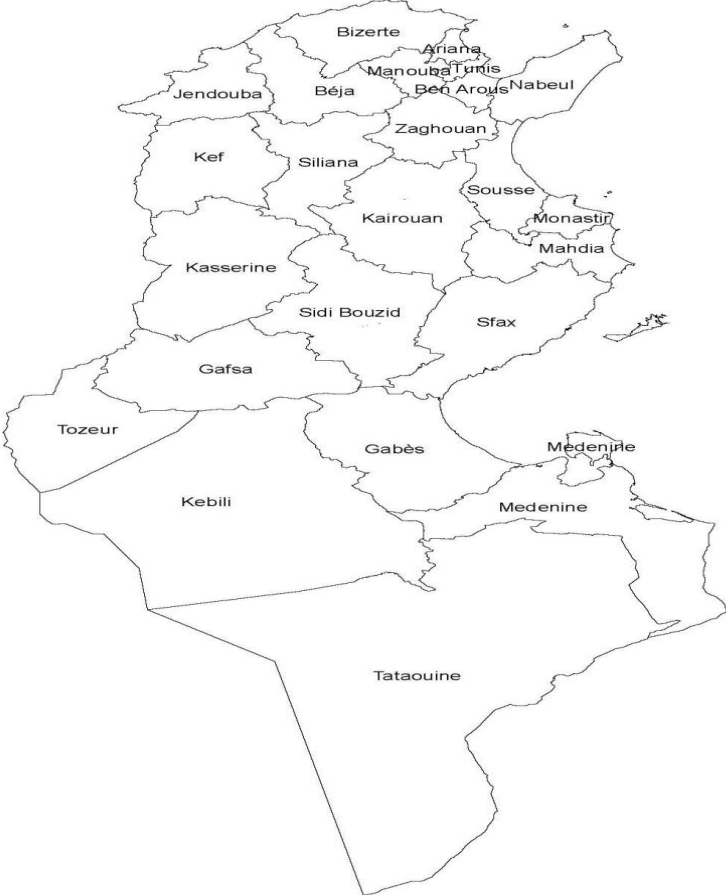 Bizerte
Ariana
Manouba
Tunis
Jendouba
Béja
Ben Arous
Nabeul
Zaghouan
Kef
Siliana
Sousse
Kairouan
Monastir
Mahdia
Kasserine
Sidi Bouzid
Sfax
Gafsa
Tozeur
Gabès
Medenine
Kebili
Medenine
Tataouine